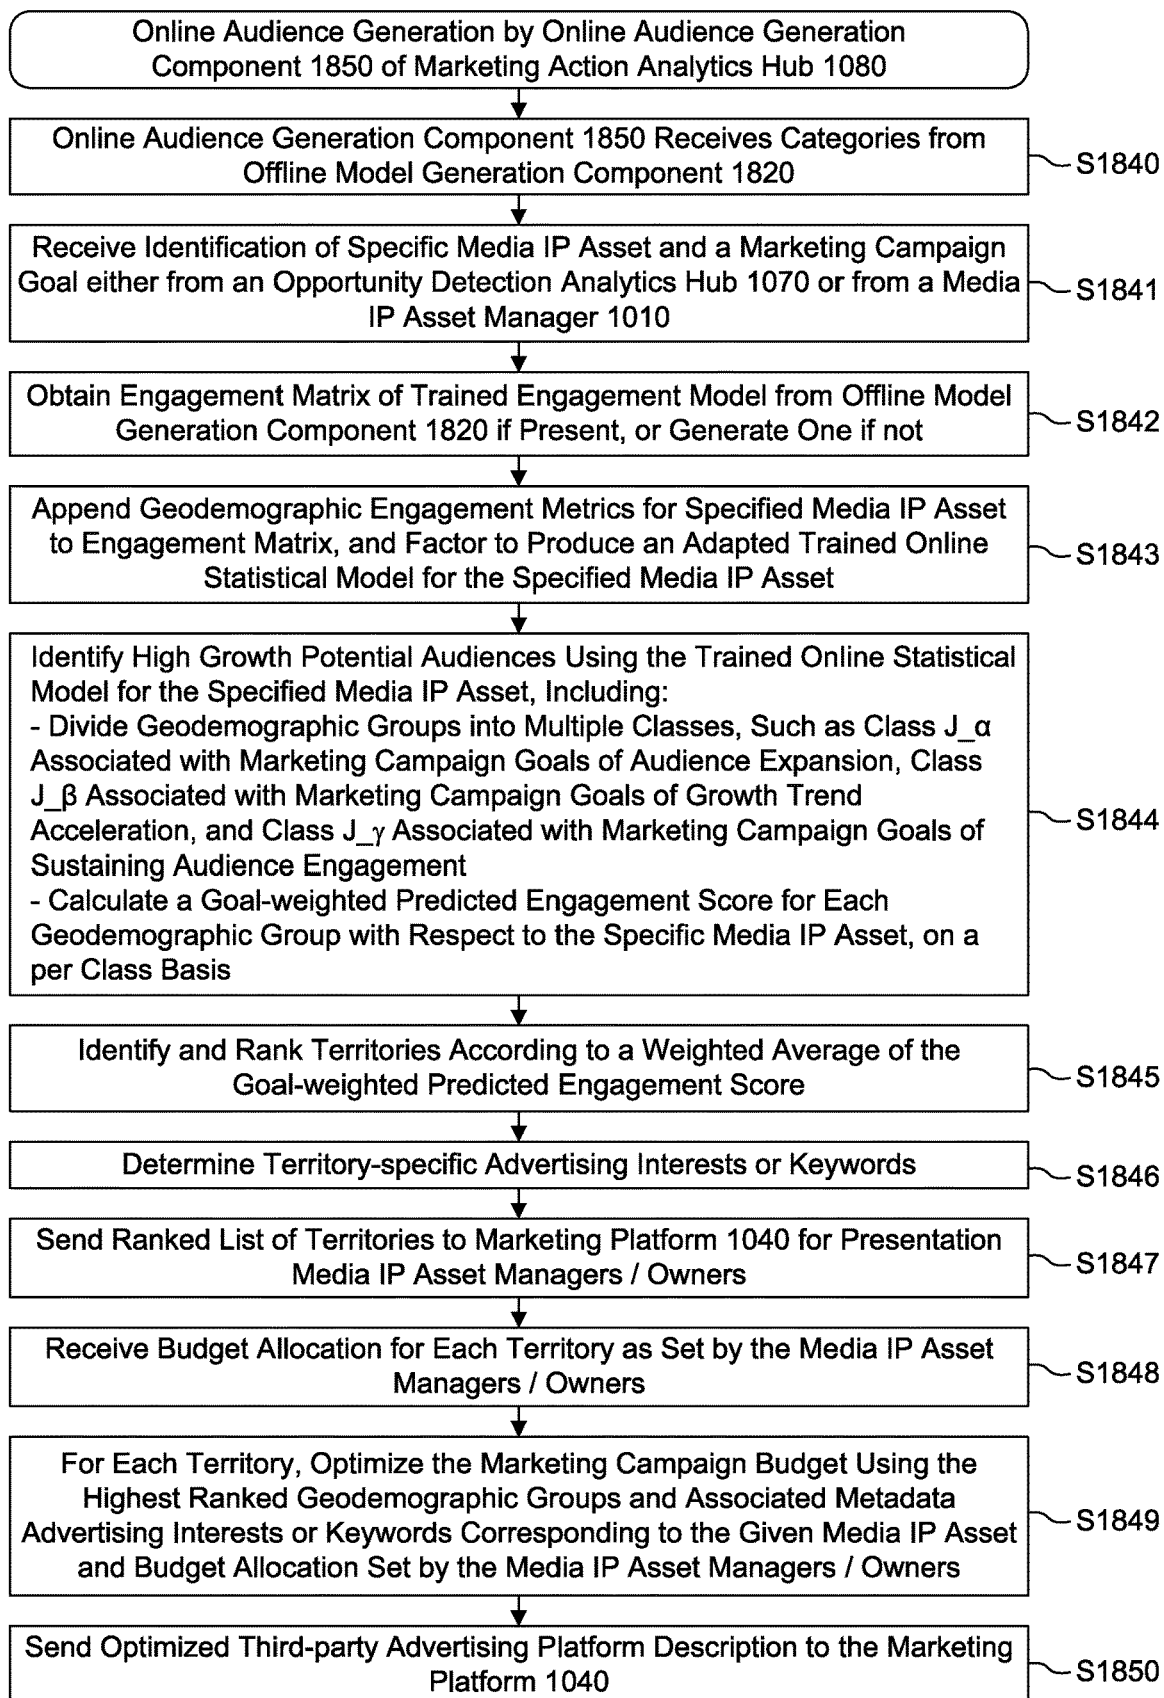 Online Audience Generation by Online Audience Generation
Component 1850 of Marketing Action Analytics Hub 1080
Online Audience Generation Component 1850 Receives Categories from
Offline Model Generation Component 1820
S1840
Receive Identification of Specific Media IP Asset and a Marketing Campaign
Goal either from an Opportunity Detection Analytics Hub 1070 or from a Media
IP Asset Manager 1010
S1841
Obtain Engagement Matrix of Trained Engagement Model from Offline Model
Generation Component 1820 if Present, or Generate One if not
S1842
Append Geodemographic Engagement Metrics for Specified Media IP Asset
to Engagement Matrix, and Factor to Produce an Adapted Trained Online
Statistical Model for the Specified Media IP Asset
S1843
Identify High Growth Potential Audiences Using the Trained Online Statistical
Model for the Specified Media IP Asset, Including:
- Divide Geodemographic Groups into Multiple Classes, Such as Class J_α
Associated with Marketing Campaign Goals of Audience Expansion, Class
J_β Associated with Marketing Campaign Goals of Growth Trend
Acceleration, and Class J_γ Associated with Marketing Campaign Goals of
Sustaining Audience Engagement
- Calculate a Goal-weighted Predicted Engagement Score for Each
Geodemographic Group with Respect to the Specific Media IP Asset, on a
per Class Basis
S1844
Identify and Rank Territories According to a Weighted Average of the
Goal-weighted Predicted Engagement Score
S1845
Determine Territory-specific Advertising Interests or Keywords
S1846
Send Ranked List of Territories to Marketing Platform 1040 for Presentation
Media IP Asset Managers / Owners
S1847
Receive Budget Allocation for Each Territory as Set by the Media IP Asset
Managers / Owners
S1848
For Each Territory, Optimize the Marketing Campaign Budget Using the
Highest Ranked Geodemographic Groups and Associated Metadata
Advertising Interests or Keywords Corresponding to the Given Media IP Asset
and Budget Allocation Set by the Media IP Asset Managers / Owners
S1849
Send Optimized Third-party Advertising Platform Description to the Marketing
Platform 1040
S1850